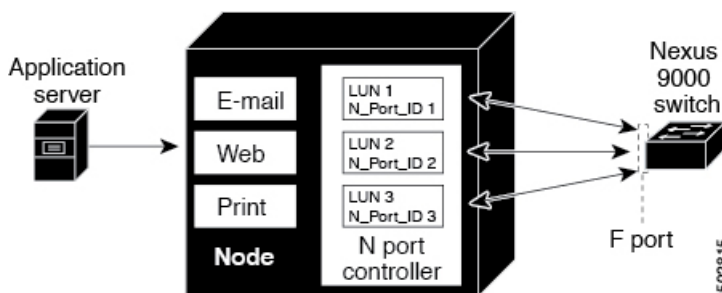 Application
server
E-mail
Web
Print
Node
LUN 1
N_Port_ID 1
LUN 2
N_Port_ID 2
LUN 3
N_Port_ID 3
N port
controller
Nexus
9000
switch
F port